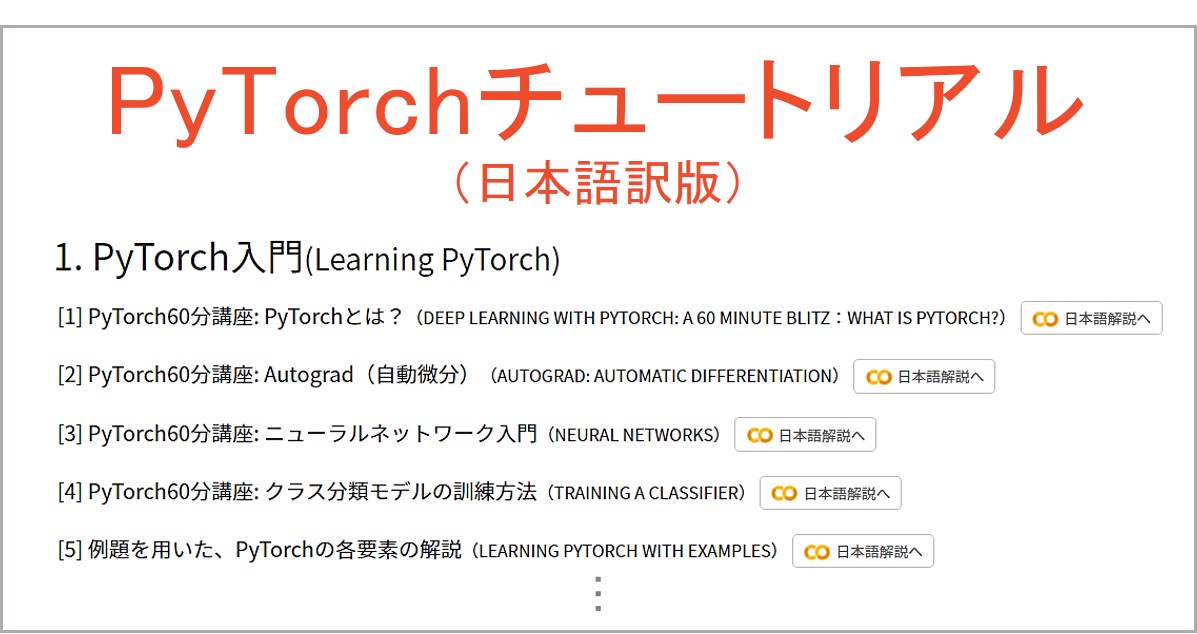 PyTorchチュートリアル
（日本語訳版）
1. PyTorch入門(Learning PyTorch)
[1] PyTorch60分講座: PyTorchとは？（DEEP LEARNING WITH PYTORCH: A 60 MINUTE BLITZ：WHAT IS PYTORCH?） CO 日本語解説へ
[2] PyTorch60分講座: Autograd（自動微分）（AUTOGRAD: AUTOMATIC DIFFERENTIATION） CO 日本語解説へ
[3] PyTorch60分講座: ニューラルネットワーク入門（NEURAL NETWORKS） CO 日本語解説へ
[4] PyTorch60分講座: クラス分類モデルの訓練方法（TRAINING A CLASSIFIER） CO 日本語解説へ
[5] 例題を用いた、PyTorchの各要素の解説（LEARNING PYTORCH WITH EXAMPLES） CO 日本語解説へ